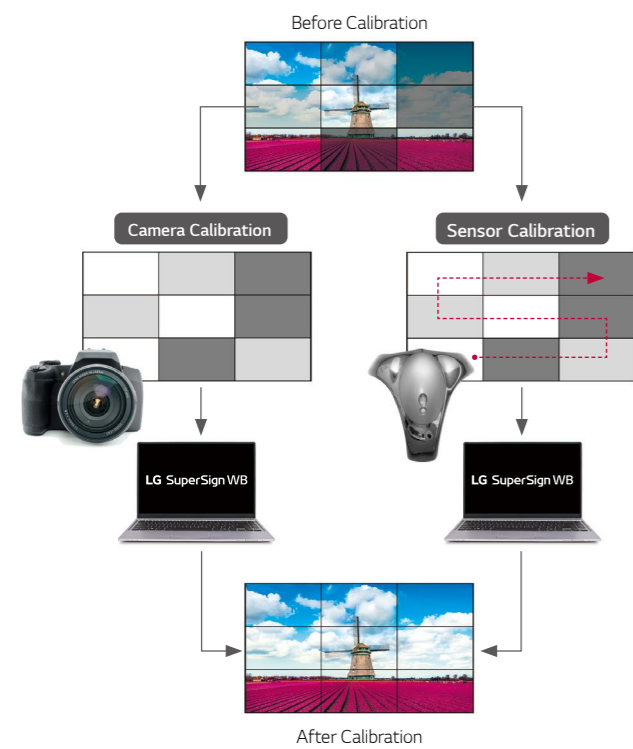 Before Calibration
Camera Calibration
Sensor Calibration
LG SuperSign WB
LG SuperSign WB
After Calibration